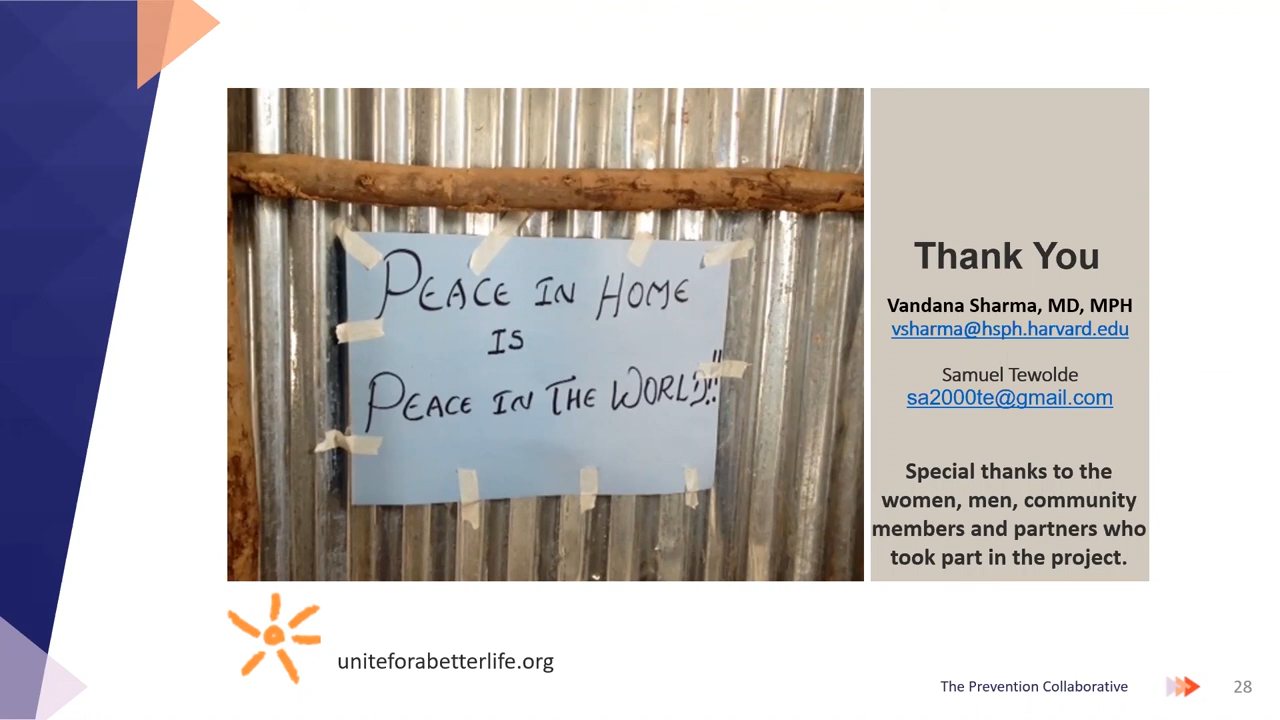 PEACE IN HOME
IS
PEACE IN THE WORLD!!
Thank You
Vandana Sharma, MD, MPH
vsharma@hsph.harvard.edu
Samuel Tewolde
sa2000te@gmail.com
Special thanks to the
women, men, community
members and partners who
took part in the project.
uniteforabetterlife.org
The Prevention Collaborative
28